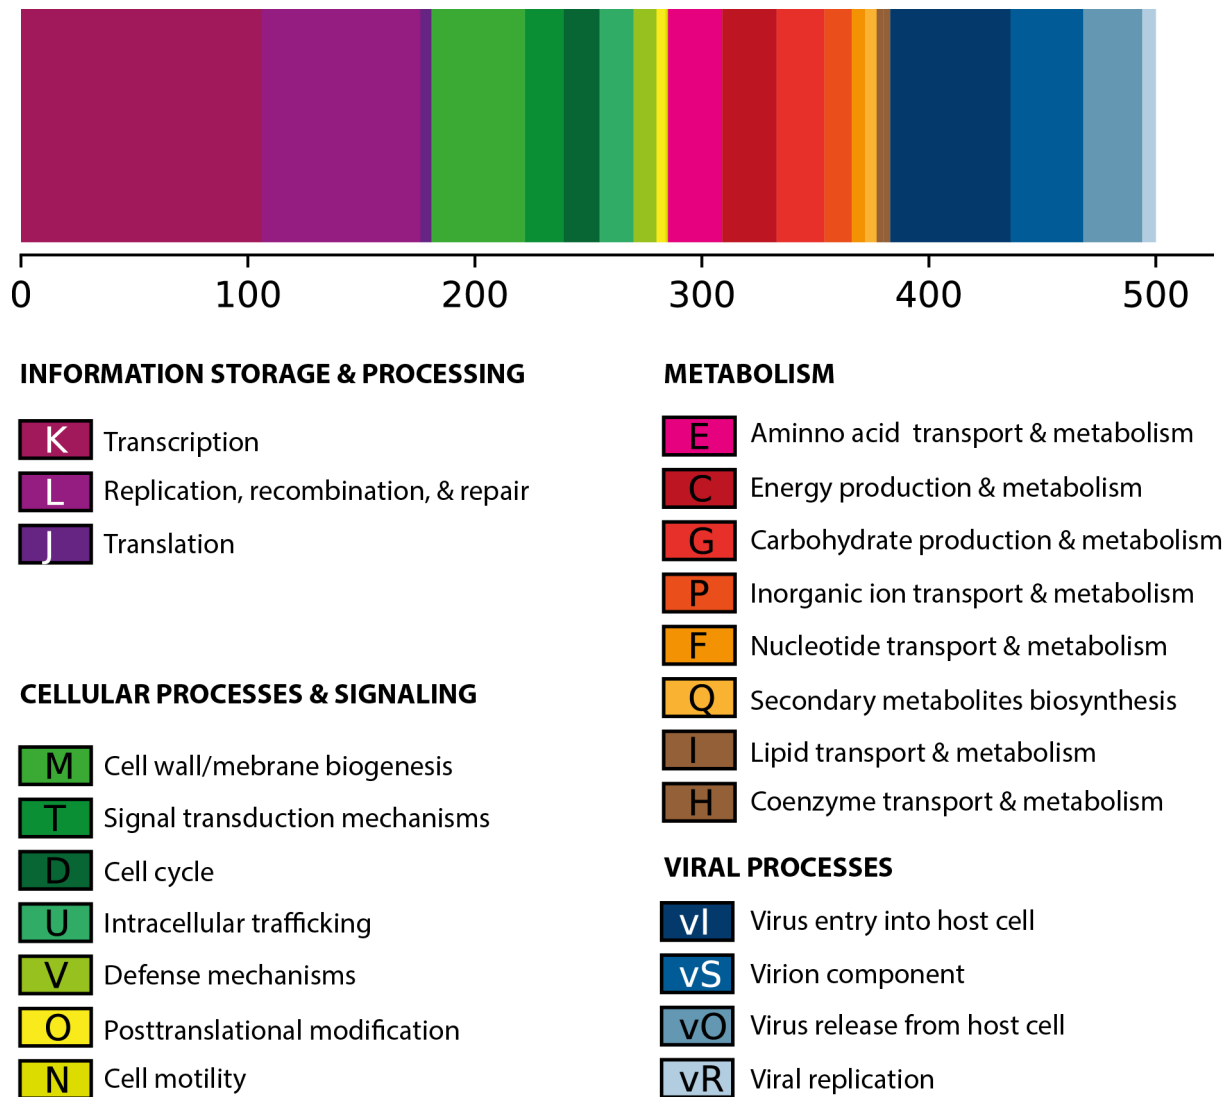 0 100 200 300 400 500
INFORMATION STORAGE & PROCESSING
K Transcription
L Replication, recombination, & repair
J Translation
CELLULAR PROCESSES & SIGNALING
M Cell wall/mebrane biogenesis
T Signal transduction mechanisms
D Cell cycle
U Intracellular trafficking
V Defense mechanisms
O Posttranslational modification
N Cell motility
METABOLISM
E Aminno acid transport & metabolism
C Energy production & metabolism
G Carbohydrate production & metabolism
P Inorganic ion transport & metabolism
F Nucleotide transport & metabolism
Q Secondary metabolites biosynthesis
I Lipid transport & metabolism
H Coenzyme transport & metabolism
VIRAL PROCESSES
vI Virus entry into host cell
vS Virion component
vO Virus release from host cell
vR Viral replication